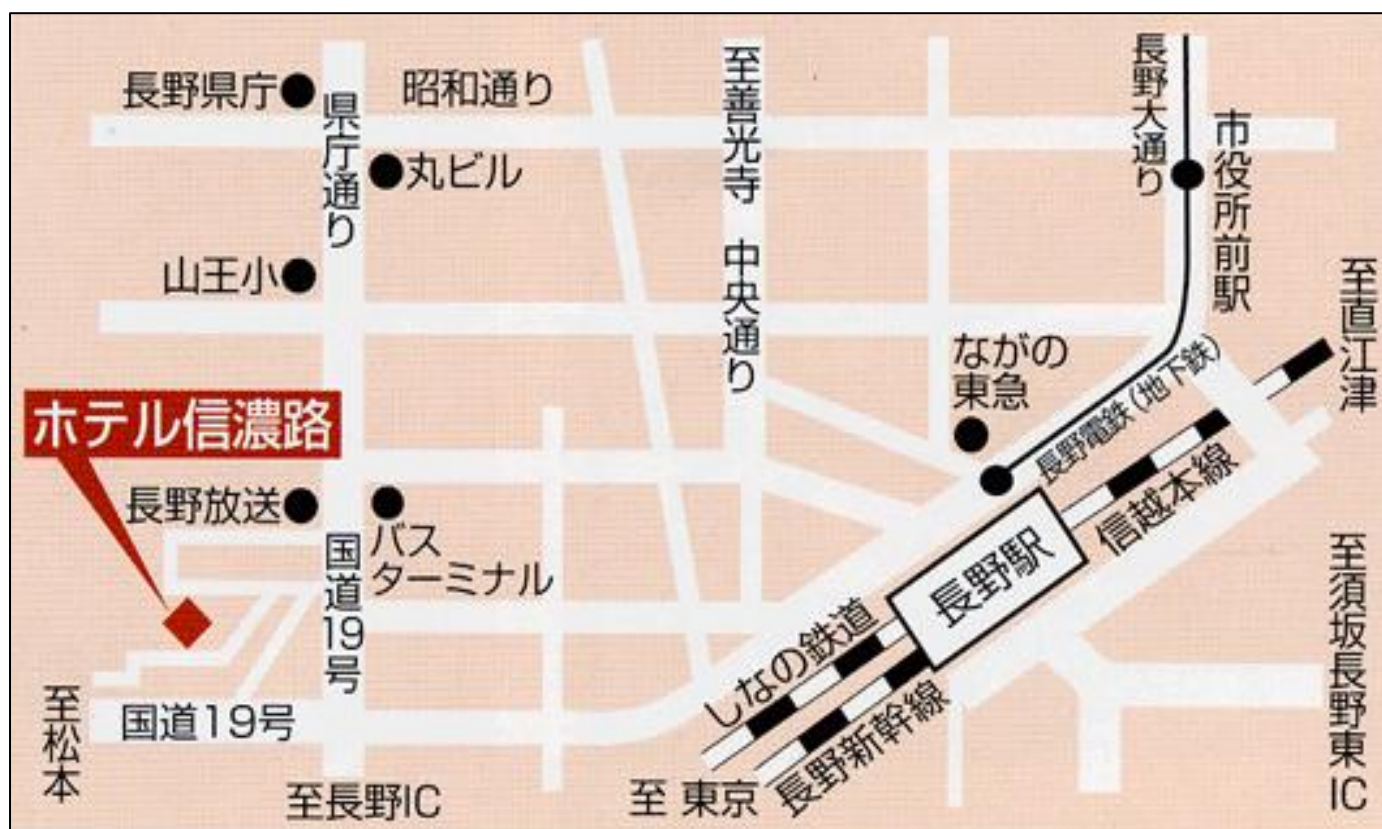 長野県庁
昭和通り
県庁通り
丸ビル
山王小
至善光寺
中央通り
長野大通り
市役所前駅
至直江津
ながの
東急
長野電鉄(地下鉄)
信越本線
ホテル信濃路
長野放送
バス
ターミナル
国道19号
長野駅
しなの鉄道
長野新幹線
至須坂長野東IC
至松本
国道19号
至長野IC
至 東京